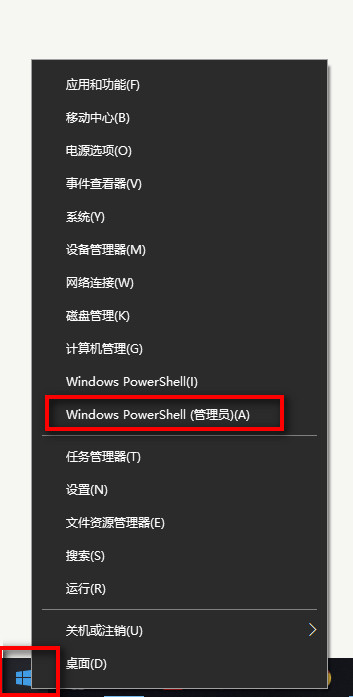 应用和功能(F)
移动中心(B)
电源选项(O)
事件查看器(V)
系统(Y)
设备管理器(M)
网络连接(W)
磁盘管理(K)
计算机管理(G)
Windows PowerShell(I)
Windows PowerShell (管理员)(A)
任务管理器(T)
设置(N)
文件资源管理器(E)
搜索(S)
运行(R)
关机或注销(U)
桌面(D)